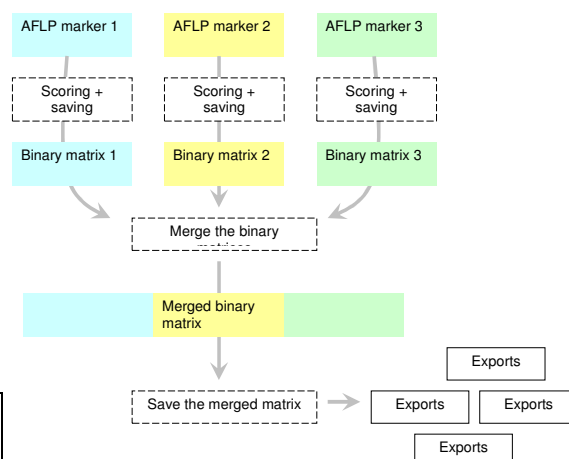 AFLP marker 1
AFLP marker 2
AFLP marker 3
Scoring +
saving
Scoring +
saving
Scoring +
saving
Binary matrix 1
Binary matrix 2
Binary matrix 3
Merge the binary
Merged binary
matrix
Exports
Save the merged matrix
Exports
Exports
Exports